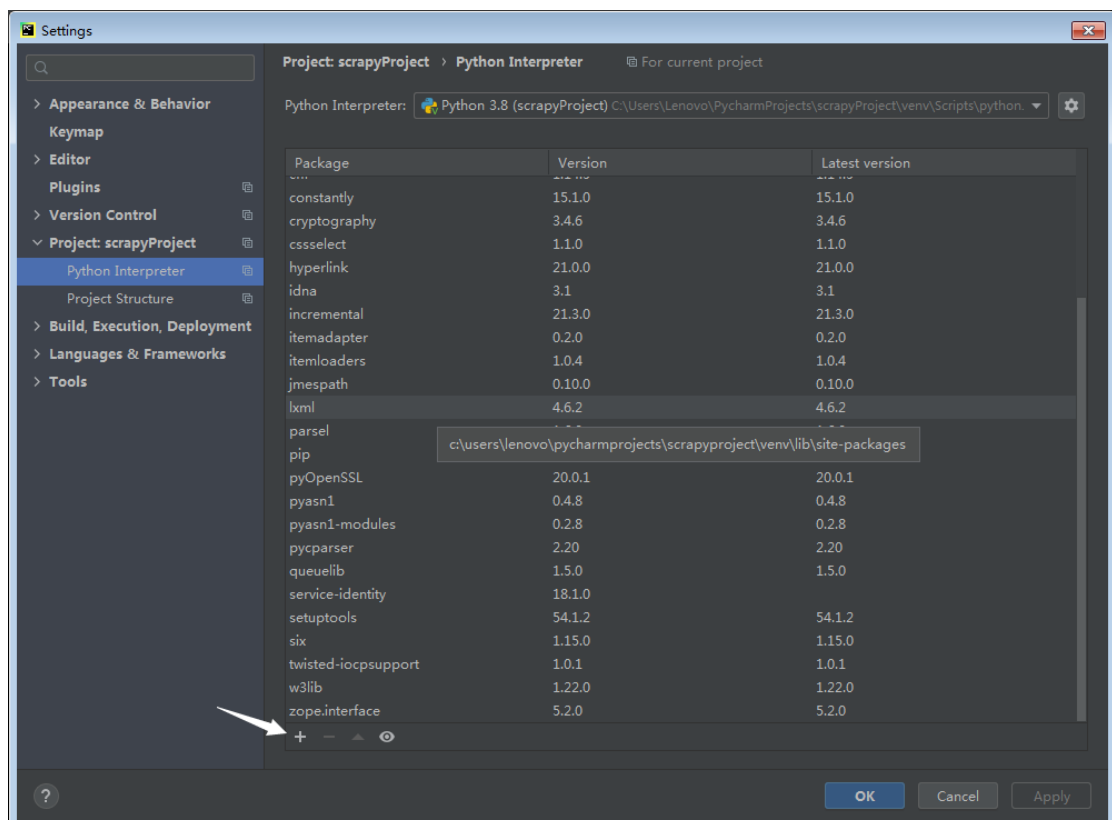 Settings
Project: scrapyProject › Python Interpreter For current project
Appearance & Behavior
Keymap
Editor
Plugins
Version Control
Project: scrapyProject
Python Interpreter
Project Structure
Build, Execution, Deployment
Languages & Frameworks
Tools
Python Interpreter: Python 3.8 (scrapyProject) C:\Users\Lenovo\PycharmProjects\scrapyProject\venv\Scripts\python.
Package Version Latest version
constantly 15.1.0 15.1.0
cryptography 3.4.6 3.4.6
cssselect 1.1.0 1.1.0
hyperlink 21.0.0 21.0.0
idna 3.1 3.1
incremental 21.3.0 21.3.0
itemadapter 0.2.0 0.2.0
itemloaders 1.0.4 1.0.4
jmespath 0.10.0 0.10.0
lxml 4.6.2 4.6.2
parsel
c:\users\lenovo\pycharmprojects\scrapyproject\venv\lib\site-packages
pip
pyOpenSSL 20.0.1 20.0.1
pyasn1 0.4.8 0.4.8
pyasn1-modules 0.2.8 0.2.8
pycparser 2.20 2.20
queuelib 1.5.0 1.5.0
service-identity 18.1.0
setuptools 54.1.2 54.1.2
six 1.15.0 1.15.0
twisted-iocpsupport 1.0.1 1.0.1
w3lib 1.22.0 1.22.0
zope.interface 5.2.0 5.2.0
? OK Cancel Apply